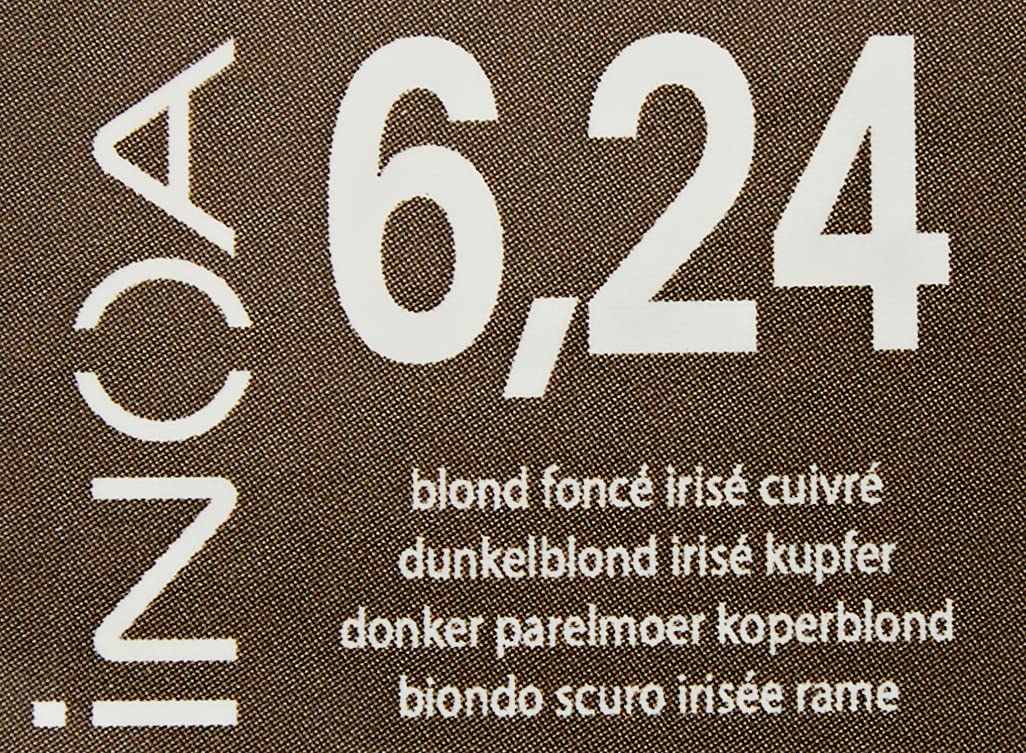 iNOA
6,24
blond foncé irisé cuivré
dunkelblond irisé kupfer
donker parelmoer koperblond
biondo scuro irisée rame